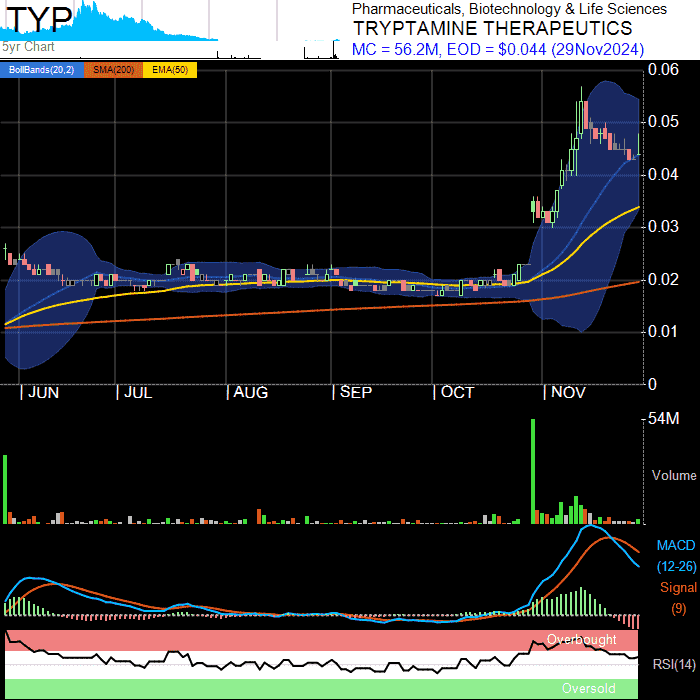 TYP
5yr Chart
Pharmaceuticals, Biotechnology & Life Sciences
TRYPTAMINE THERAPEUTICS
MC = 56.2M, EOD = $0.044 (29Nov2024)
BollBands(20,2) SMA(200) EMA(50)
0.06
0.05
0.04
0.03
0.02
0.01
0
JUN JUL AUG SEP OCT NOV
54M
Volume
MACD
(12-26)
Signal
(9)
Overbought
RSI(14)
Oversold